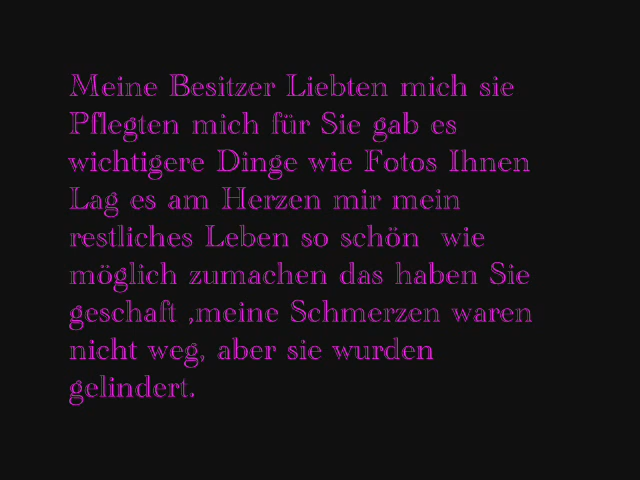 Meine Besitzer Liebten mich sie
Pflegten mich für Sie gab es
wichtigere Dinge wie Fotos Ihnen
Lag es am Herzen mir mein
restliches Leben so schön  wie
möglich zumachen das haben Sie
geschaft ,meine Schmerzen waren
nicht weg, aber sie wurden
gelindert.